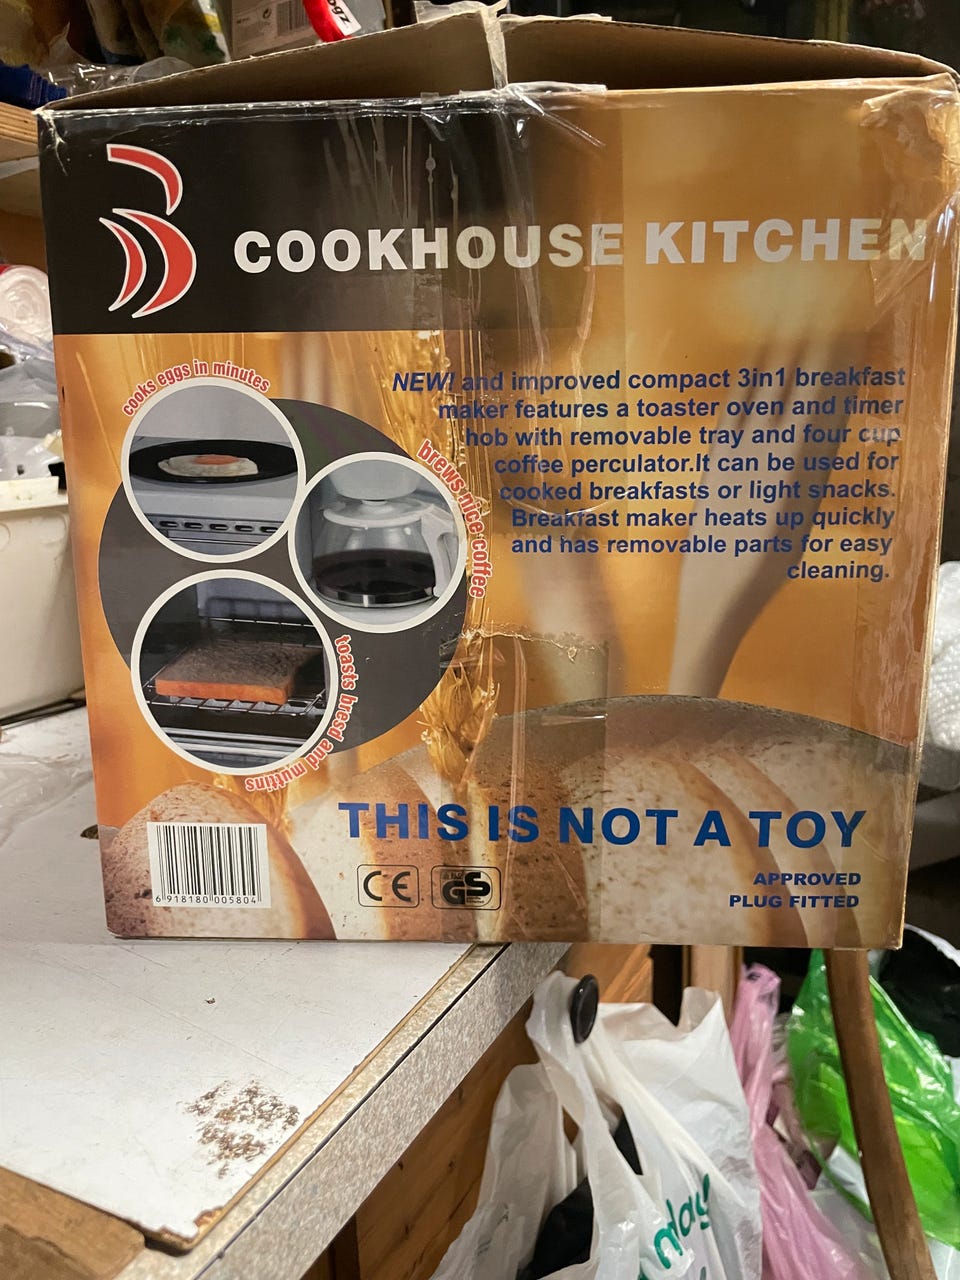 COOKHOUSE KITCHEN
cooks eggs in minutes
brews nice coffee
toasts bresd and muttins
NEW! and improved compact 3in1 breakfast
maker features a toaster oven and timer
hob with removable tray and four cup
coffee perculator.It can be used for
cooked breakfasts or light snacks.
Breakfast maker heats up quickly
and has removable parts for easy
cleaning.
THIS IS NOT A TOY
CE
GS
APPROVED
PLUG FITTED
6 918180 005804